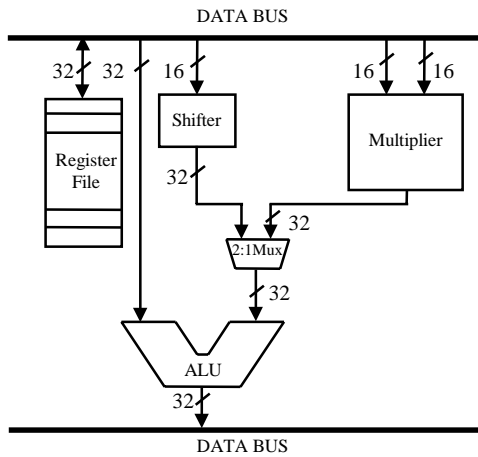 DATA BUS
32
32
16
16
16
Shifter
Register
File
Multiplier
32
32
2:1Mux
32
ALU
32
DATA BUS